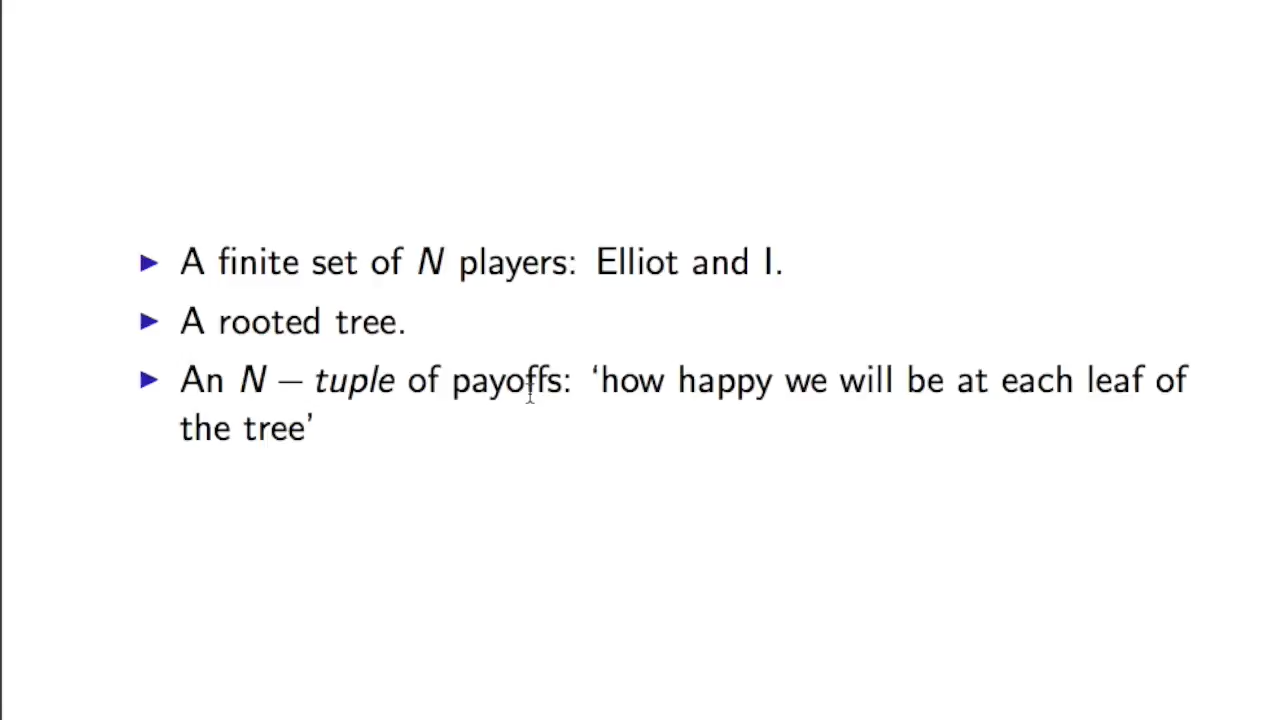 A finite set of N players: Elliot and I.
A rooted tree.
An N − tuple of payoffs: ‘how happy we will be at each leaf of
the tree’